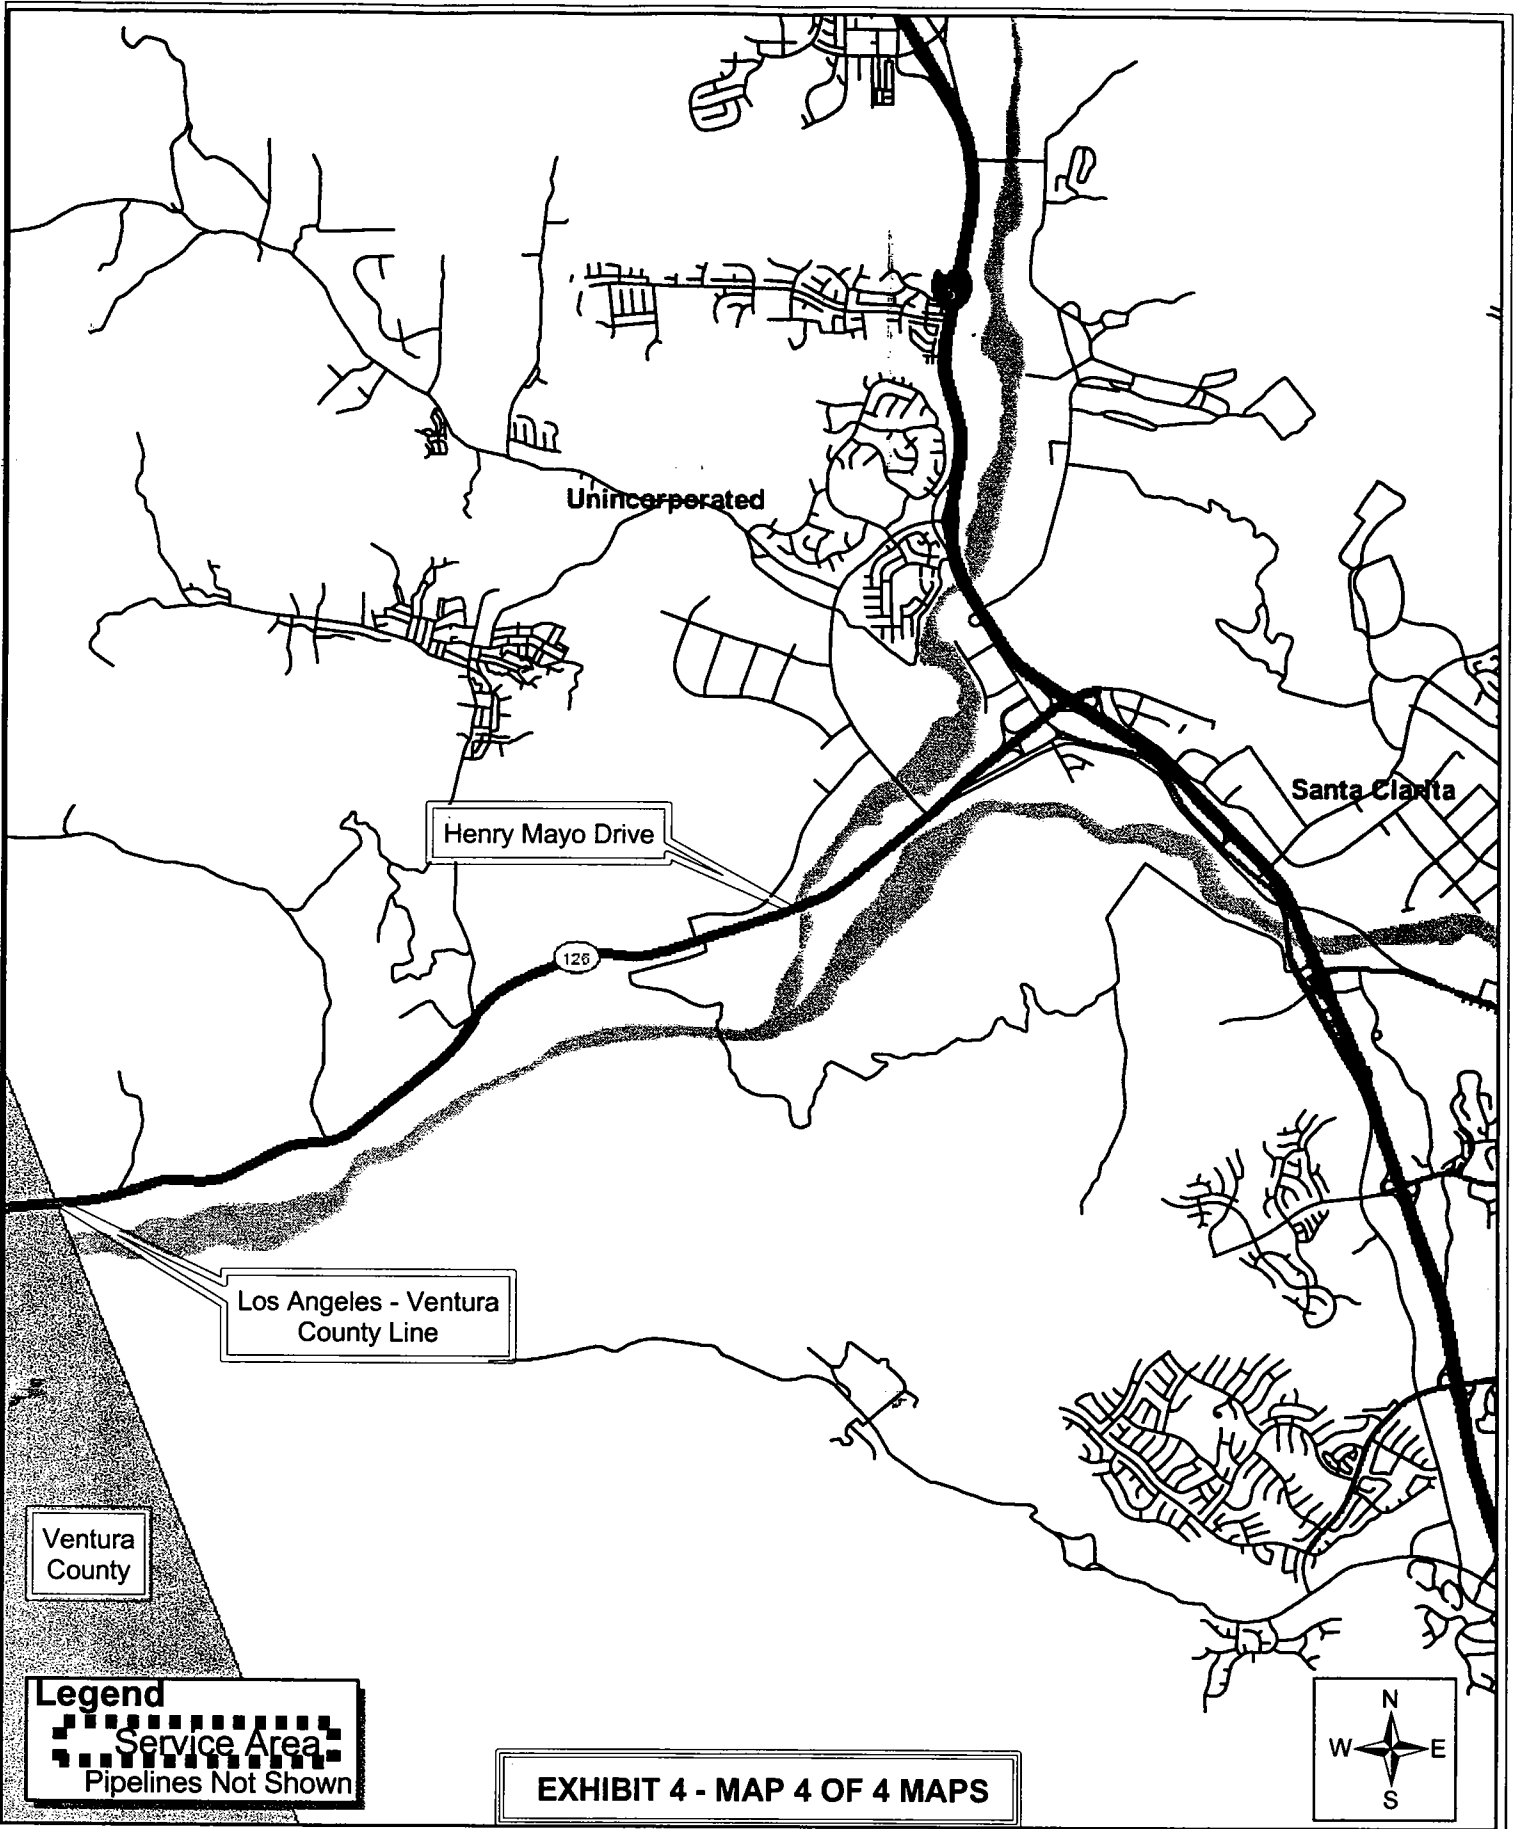 Unincorporated
Santa Clarita
Henry Mayo Drive
126
Los Angeles - Ventura
County Line
Ventura
County
Legend
Service Area
Pipelines Not Shown
EXHIBIT 4 - MAP 4 OF 4 MAPS
N
W E
S